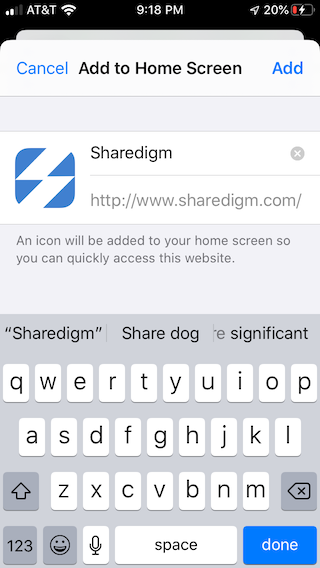 AT&T 9:18 PM 20%
Cancel Add to Home Screen Add
Sharedigm
http://www.sharedigm.com/
An icon will be added to your home screen so
you can quickly access this website.
“Sharedigm” Share dog re significant
q w e r t y u i o p
a s d f g h j k l
z x c v b n m
123 space done